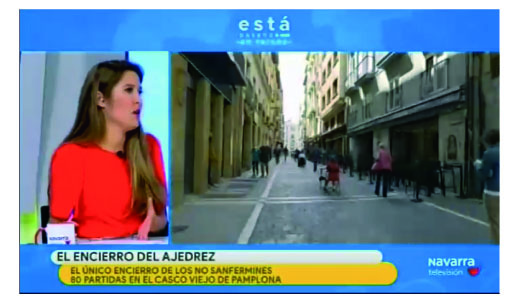 está
Navarra
EL ENCIERRO DEL AJEDREZ
EL ÚNICO ENCIERRO DE LOS NO SANFERMINES
80 PARTIDAS EN EL CASCO VIEJO DE PAMPLONA
Navarra
televisión